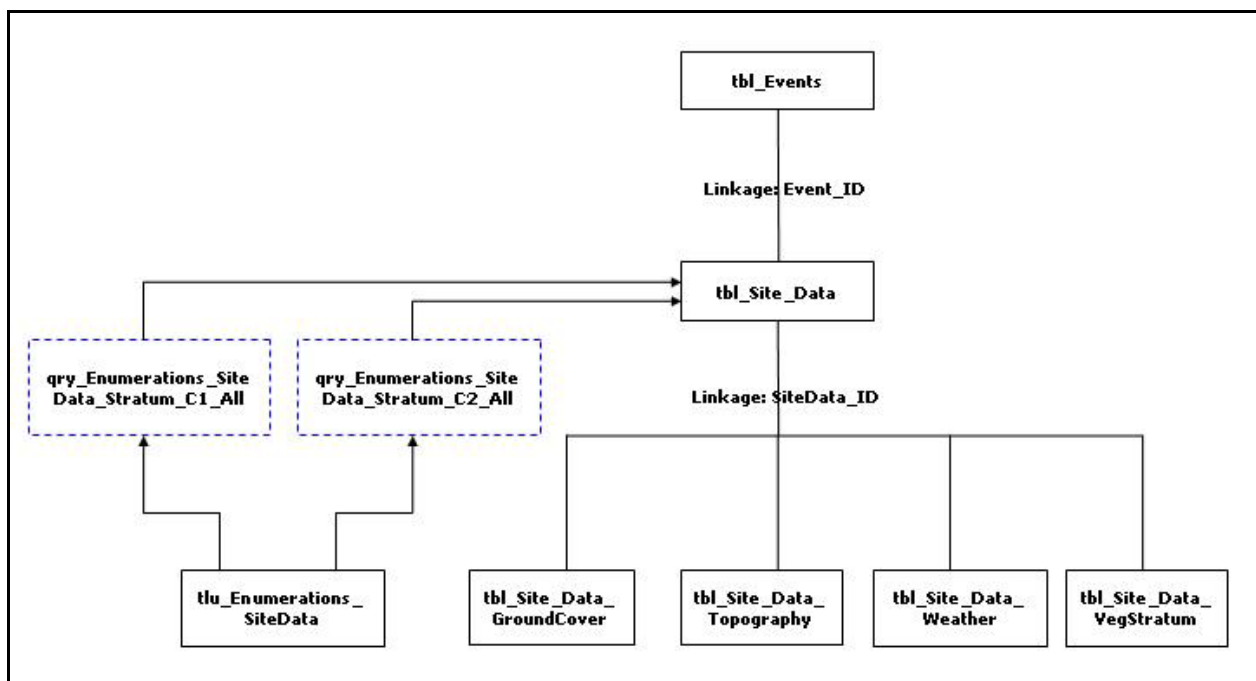 tbl_Events
Linkage: Event_ID
tbl_Site_Data
qry_Enumerations_Site
Data_Stratum_C1_All
qry_Enumerations_Site
Data_Stratum_C2_All
Linkage: SiteData_ID
tlu_Enumerations_
SiteData
tbl_Site_Data_
GroundCover
tbl_Site_Data_
Topography
tbl_Site_Data_
Weather
tbl_Site_Data_
VegStratum